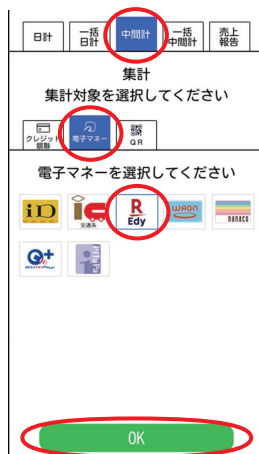 日計 一括日計 中間計 一括中間計 売上報告
集計
集計対象を選択してください
クレジット銀聯 電子マネー QR
電子マネーを選択してください
iD 交通系 R Edy WAON nanaco
Q+ QUICPay PiTaPa
OK